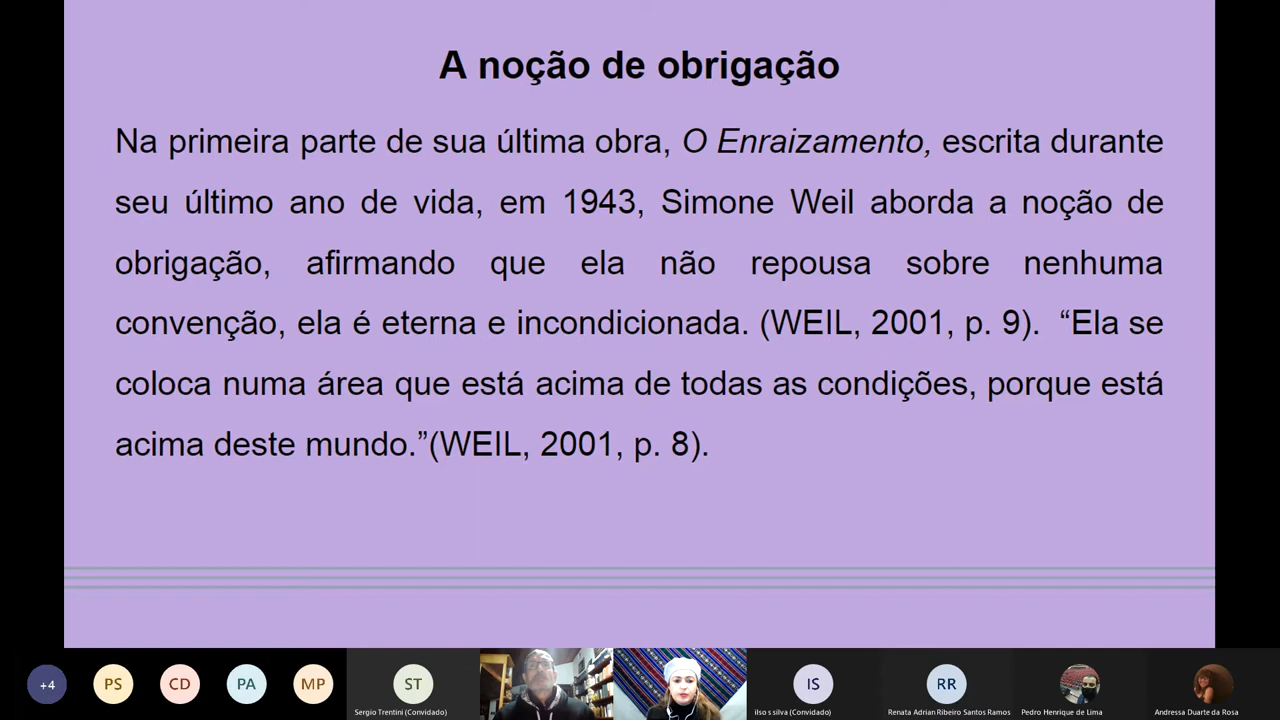 A noção de obrigação
Na primeira parte de sua última obra, O Enraizamento, escrita durante
seu último ano de vida, em 1943, Simone Weil aborda a noção de
obrigação, afirmando que ela não repousa sobre nenhuma
convenção, ela é eterna e incondicionada. (WEIL, 2001, p. 9). “Ela se
coloca numa área que está acima de todas as condições, porque está
acima deste mundo.”(WEIL, 2001, p. 8).
+4 PS CD PA MP ST IS RR
Sergio Trentini (Convidado) ilso s silva (Convidado) Renata Adrian Ribeiro Santos Ramos Pedro Henrique de Lima Andressa Duarte da Rosa